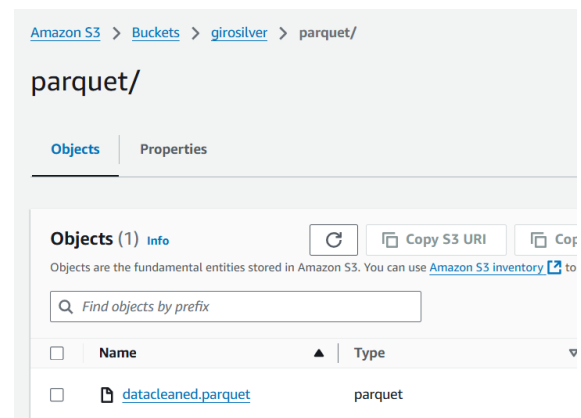 Amazon S3 > Buckets > girosilver > parquet/
parquet/
Objects Properties
Objects (1) Info Copy S3 URI Cop
Objects are the fundamental entities stored in Amazon S3. You can use Amazon S3 inventory to
Find objects by prefix
Name Type
datacleaned.parquet parquet